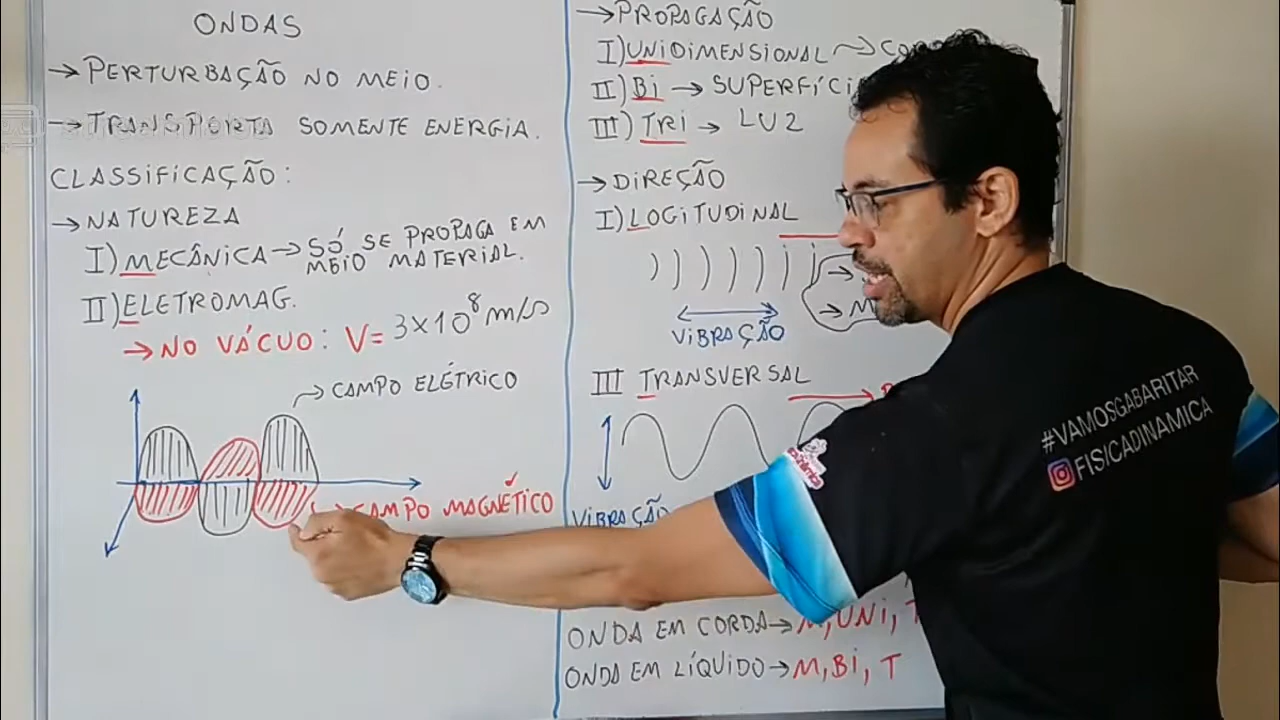 ONDAS
→ PERTURBAÇÃO NO MEIO.
→ TRANSPORTA SOMENTE ENERGIA.
CLASSIFICAÇÃO:
→ NATUREZA
I) MECÂNICA → SÓ SE PROPAGA EM
MEIO MATERIAL.
II) ELETROMAG.
→ NO VÁCUO: V= 3×10⁸ m/s
→ CAMPO ELÉTRICO
→ CAMPO MAGNÉTICO
→ PROPAGAÇÃO
I) UNIDIMENSIONAL →
II) BI → SUPERFÍCI
III) TRI → LUZ
→ DIREÇÃO
I) LOGITUDINAL
VIBRAÇÃO
III TRANSVERSAL
VIBRAÇÃO
ONDA EM CORDA → M, UNI, T
ONDA EM LÍQUIDO → M, BI, T
#VAMOSGABARITAR
FISICADINAMICA